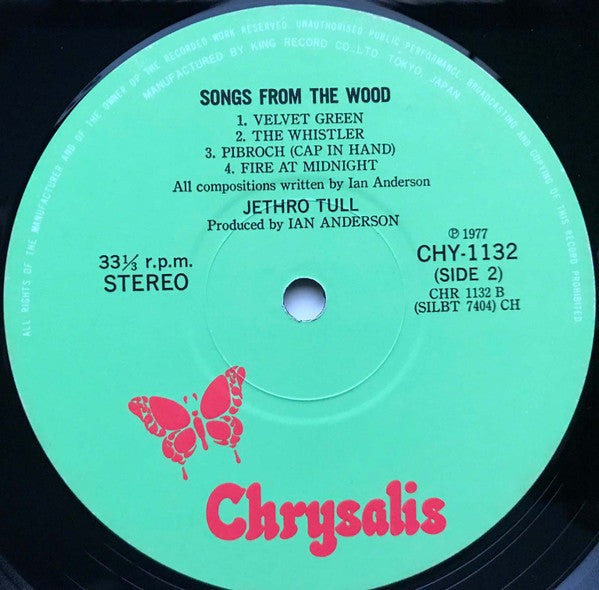 ALL RIGHTS OF THE MANUFACTURER AND OF THE OWNER OF THE RECORDED WORK RESERVED. UNAUTHORISED PUBLIC PERFORMANCE, BROADCASTING AND COPYING OF THIS RECORD PROHIBITED
MANUFACTURED BY KING RECORD CO., LTD. TOKYO, JAPAN.
SONGS FROM THE WOOD
1. VELVET GREEN
2. THE WHISTLER
3. PIBROCH (CAP IN HAND)
4. FIRE AT MIDNIGHT
All compositions written by Ian Anderson
JETHRO TULL
Produced by IAN ANDERSON
33⅓ r.p.m.
STEREO
℗ 1977
CHY-1132
(SIDE 2)
CHR 1132 B
(SILBT 7404) CH
Chrysalis